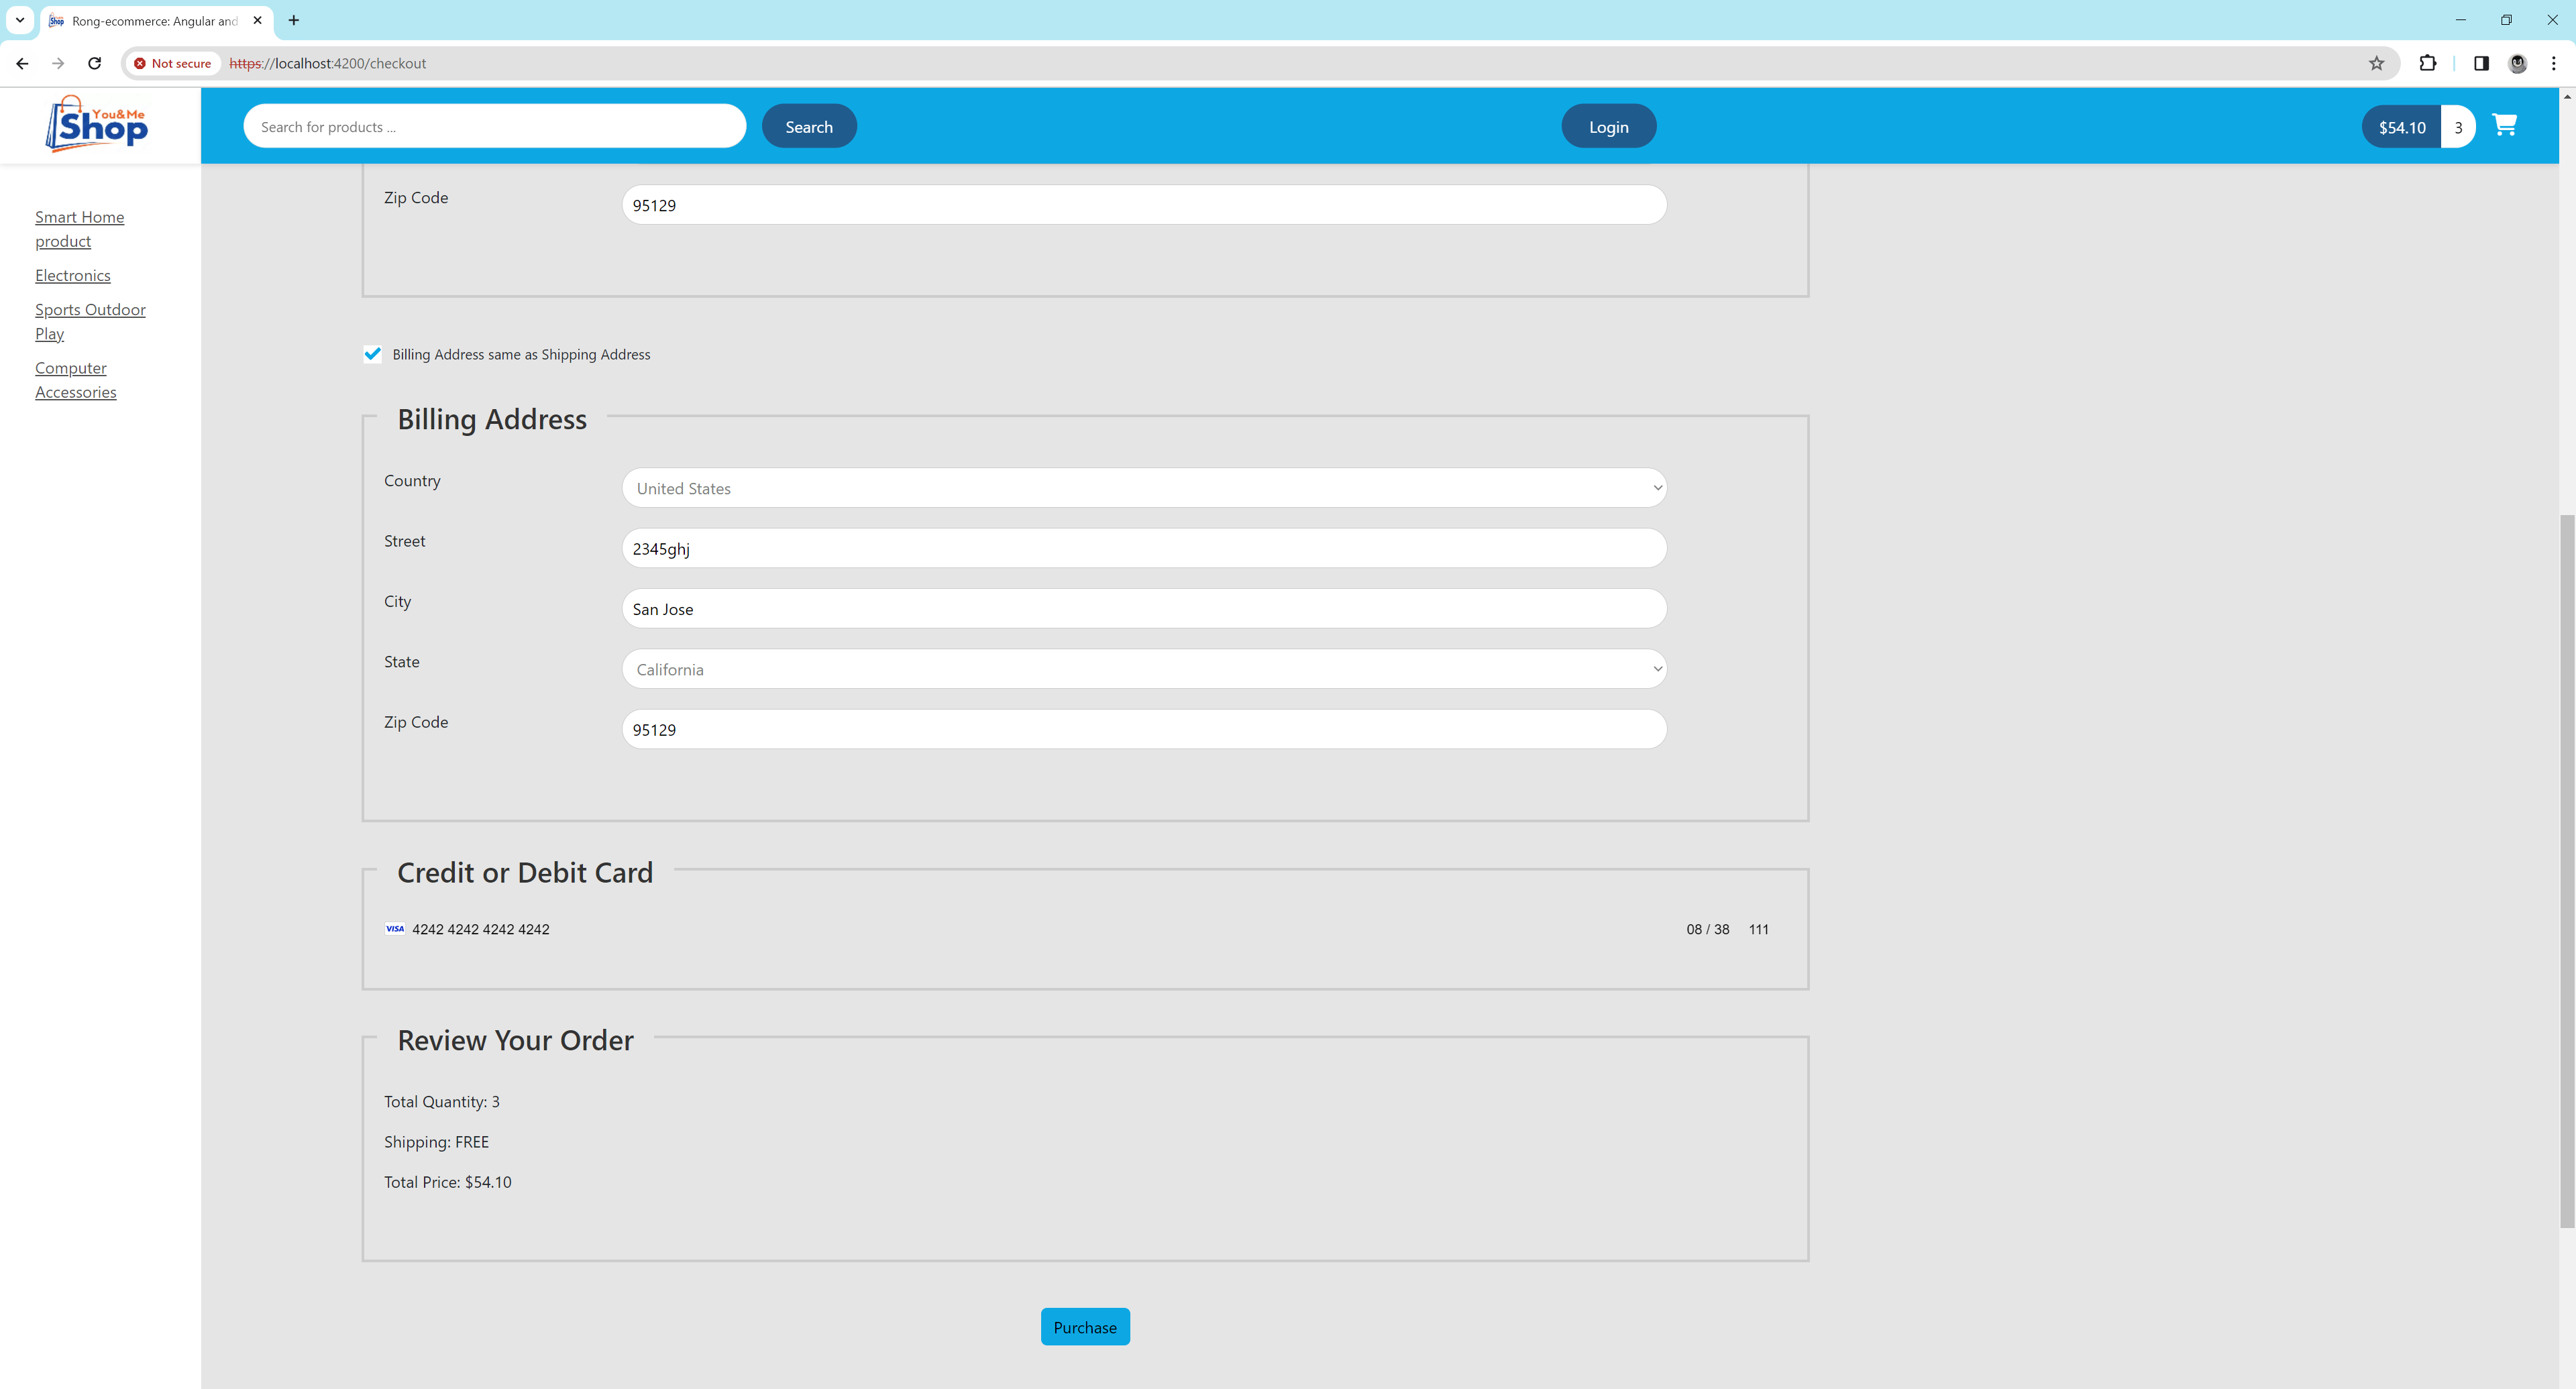 Rong-ecommerce: Angular and
Not secure https://localhost:4200/checkout
You&Me
Shop
Search for products ...
Search
Login
$54.10 3
Smart Home
product
Electronics
Sports Outdoor
Play
Computer
Accessories
Zip Code 95129
Billing Address same as Shipping Address
Billing Address
Country United States
Street 2345ghj
City San Jose
State California
Zip Code 95129
Credit or Debit Card
VISA 4242 4242 4242 4242 08 / 38 111
Review Your Order
Total Quantity: 3
Shipping: FREE
Total Price: $54.10
Purchase